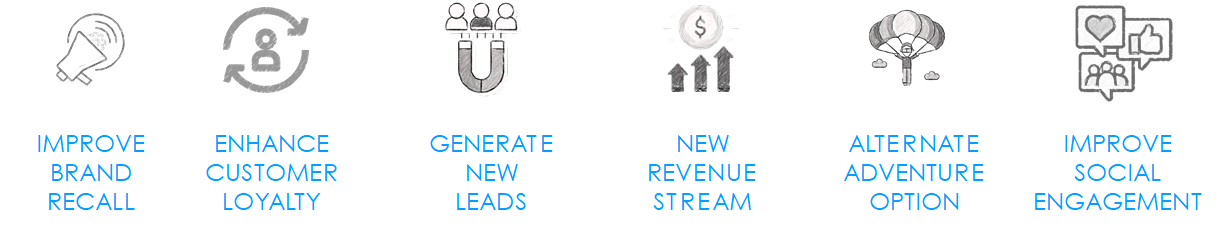 $
IMPROVE
BRAND
RECALL
ENHANCE
CUSTOMER
LOYALTY
GENERATE
NEW
LEADS
NEW
REVENUE
STREAM
ALTERNATE
ADVENTURE
OPTION
IMPROVE
SOCIAL
ENGAGEMENT